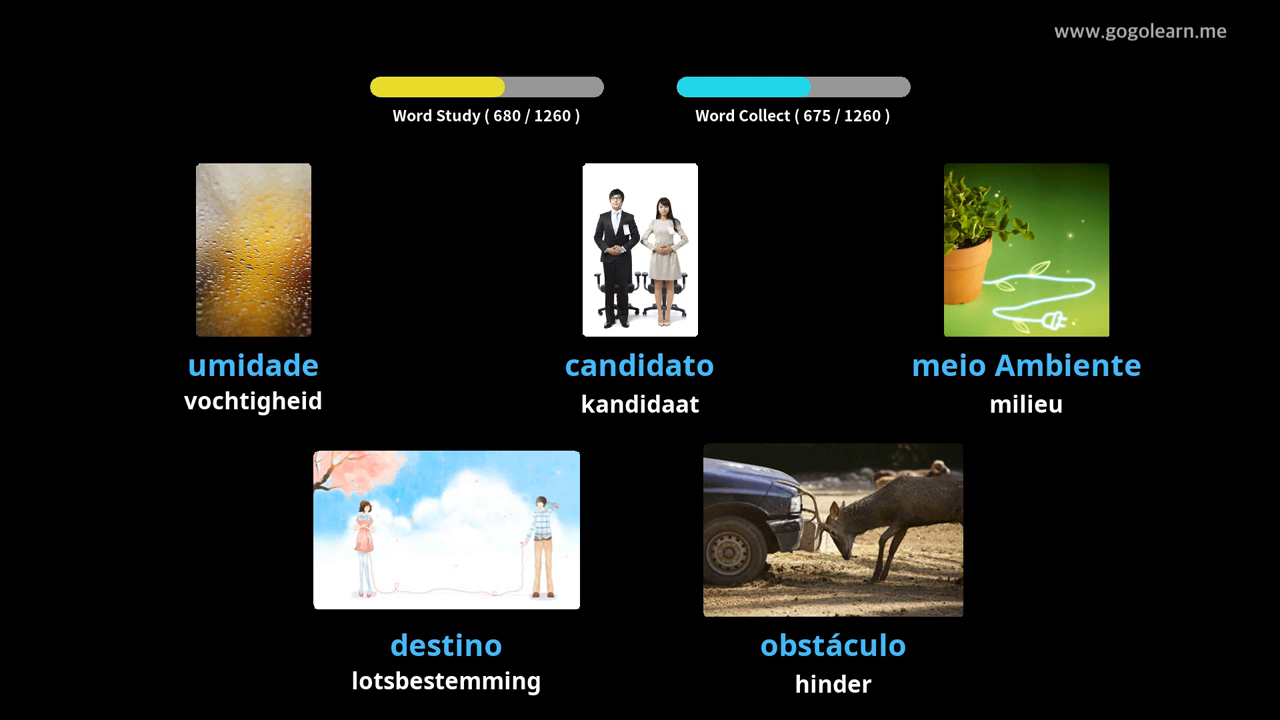 www.gogolearn.me
Word Study ( 680 / 1260 )
Word Collect ( 675 / 1260 )
umidade
vochtigheid
candidato
kandidaat
meio Ambiente
milieu
destino
lotsbestemming
obstáculo
hinder